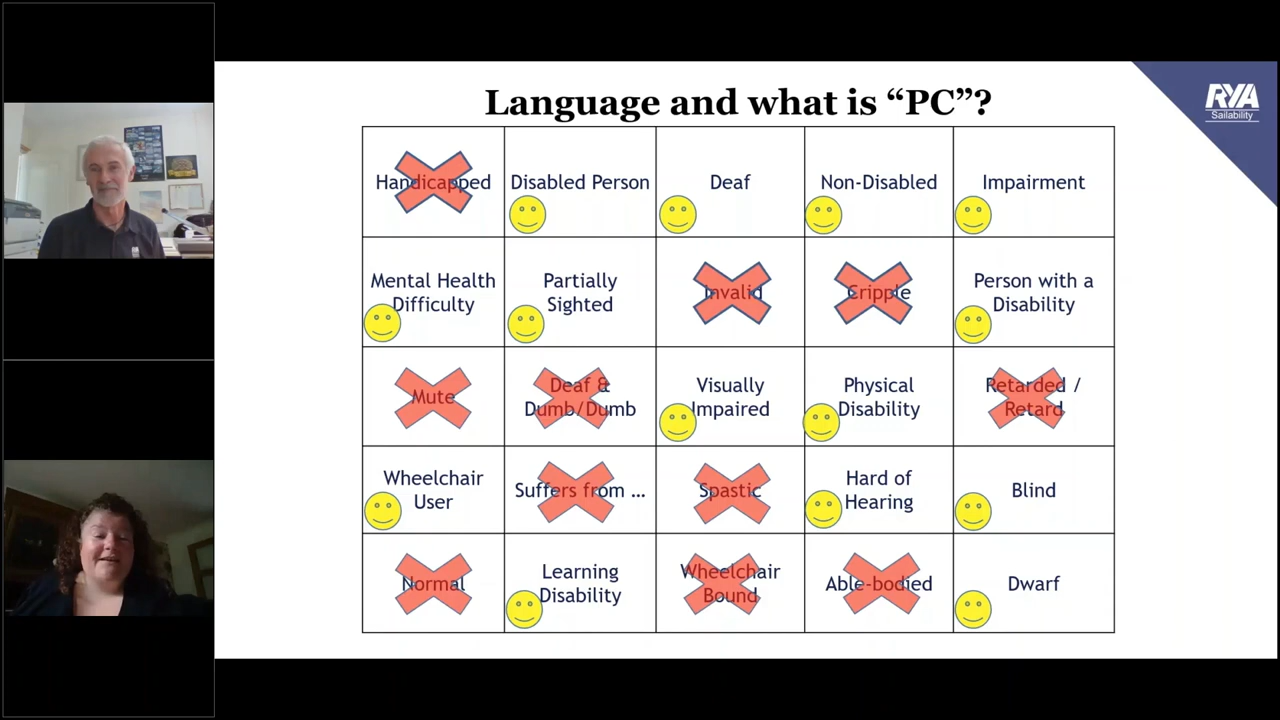 Language and what is “PC”?
RYA
Sailability
Handicapped
Disabled Person
Deaf
Non-Disabled
Impairment
Mental Health
Difficulty
Partially
Sighted
Invalid
Cripple
Person with a
Disability
Mute
Deaf &
Dumb/Dumb
Visually
Impaired
Physical
Disability
Retarded /
Retard
Wheelchair
User
Suffers from ...
Spastic
Hard of
Hearing
Blind
Normal
Learning
Disability
Wheelchair
Bound
Able-bodied
Dwarf